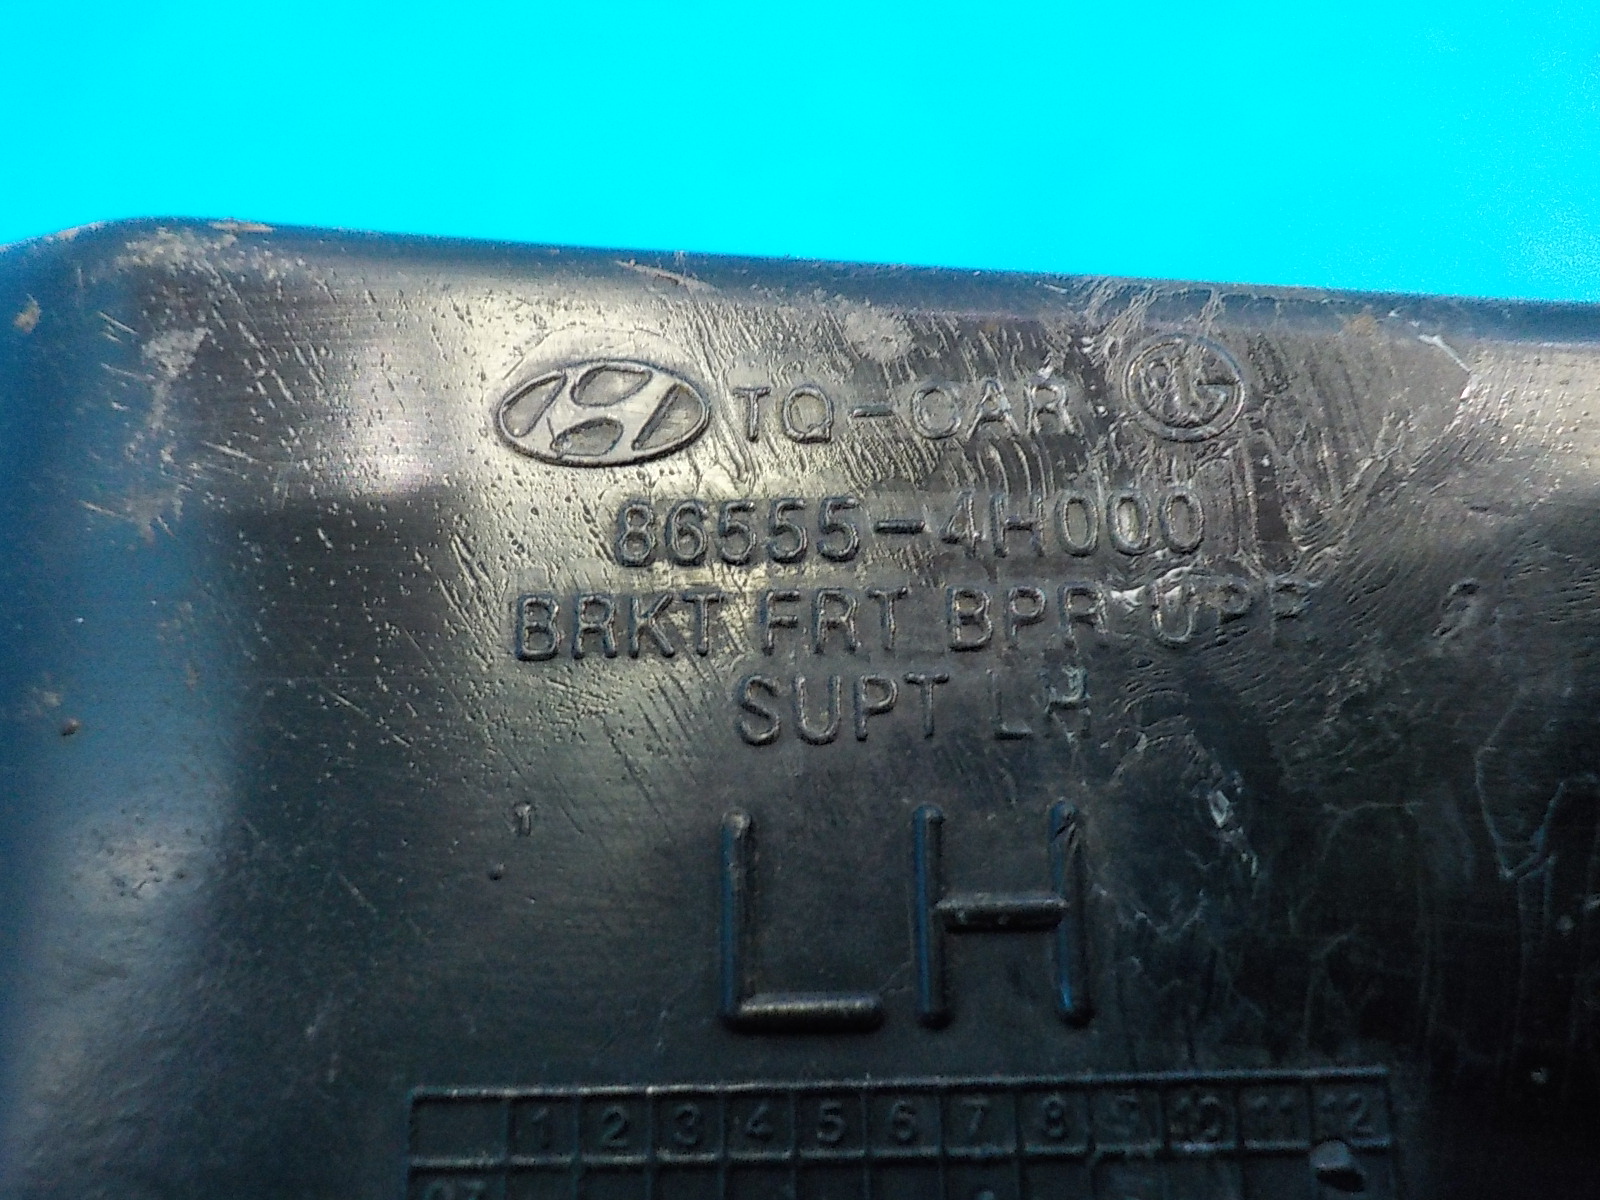 TQ-CAR
86555-4H000
BRKT FRT BPR UPR
SUPT LH
LH
1 2 3 4 5 6 7 8 9 10 11 12
07